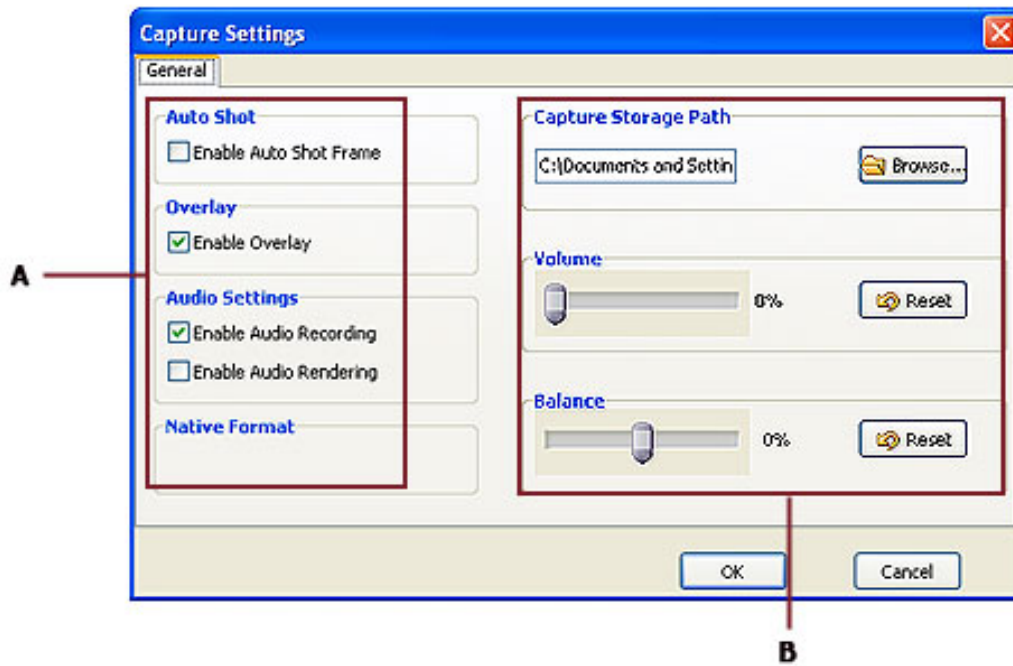 Capture Settings
General
Auto Shot
Enable Auto Shot Frame
Overlay
Enable Overlay
Audio Settings
Enable Audio Recording
Enable Audio Rendering
Native Format
Capture Storage Path
C:\Documents and Settin
Browse...
Volume
0%
Reset
Balance
0%
Reset
OK
Cancel
A
B